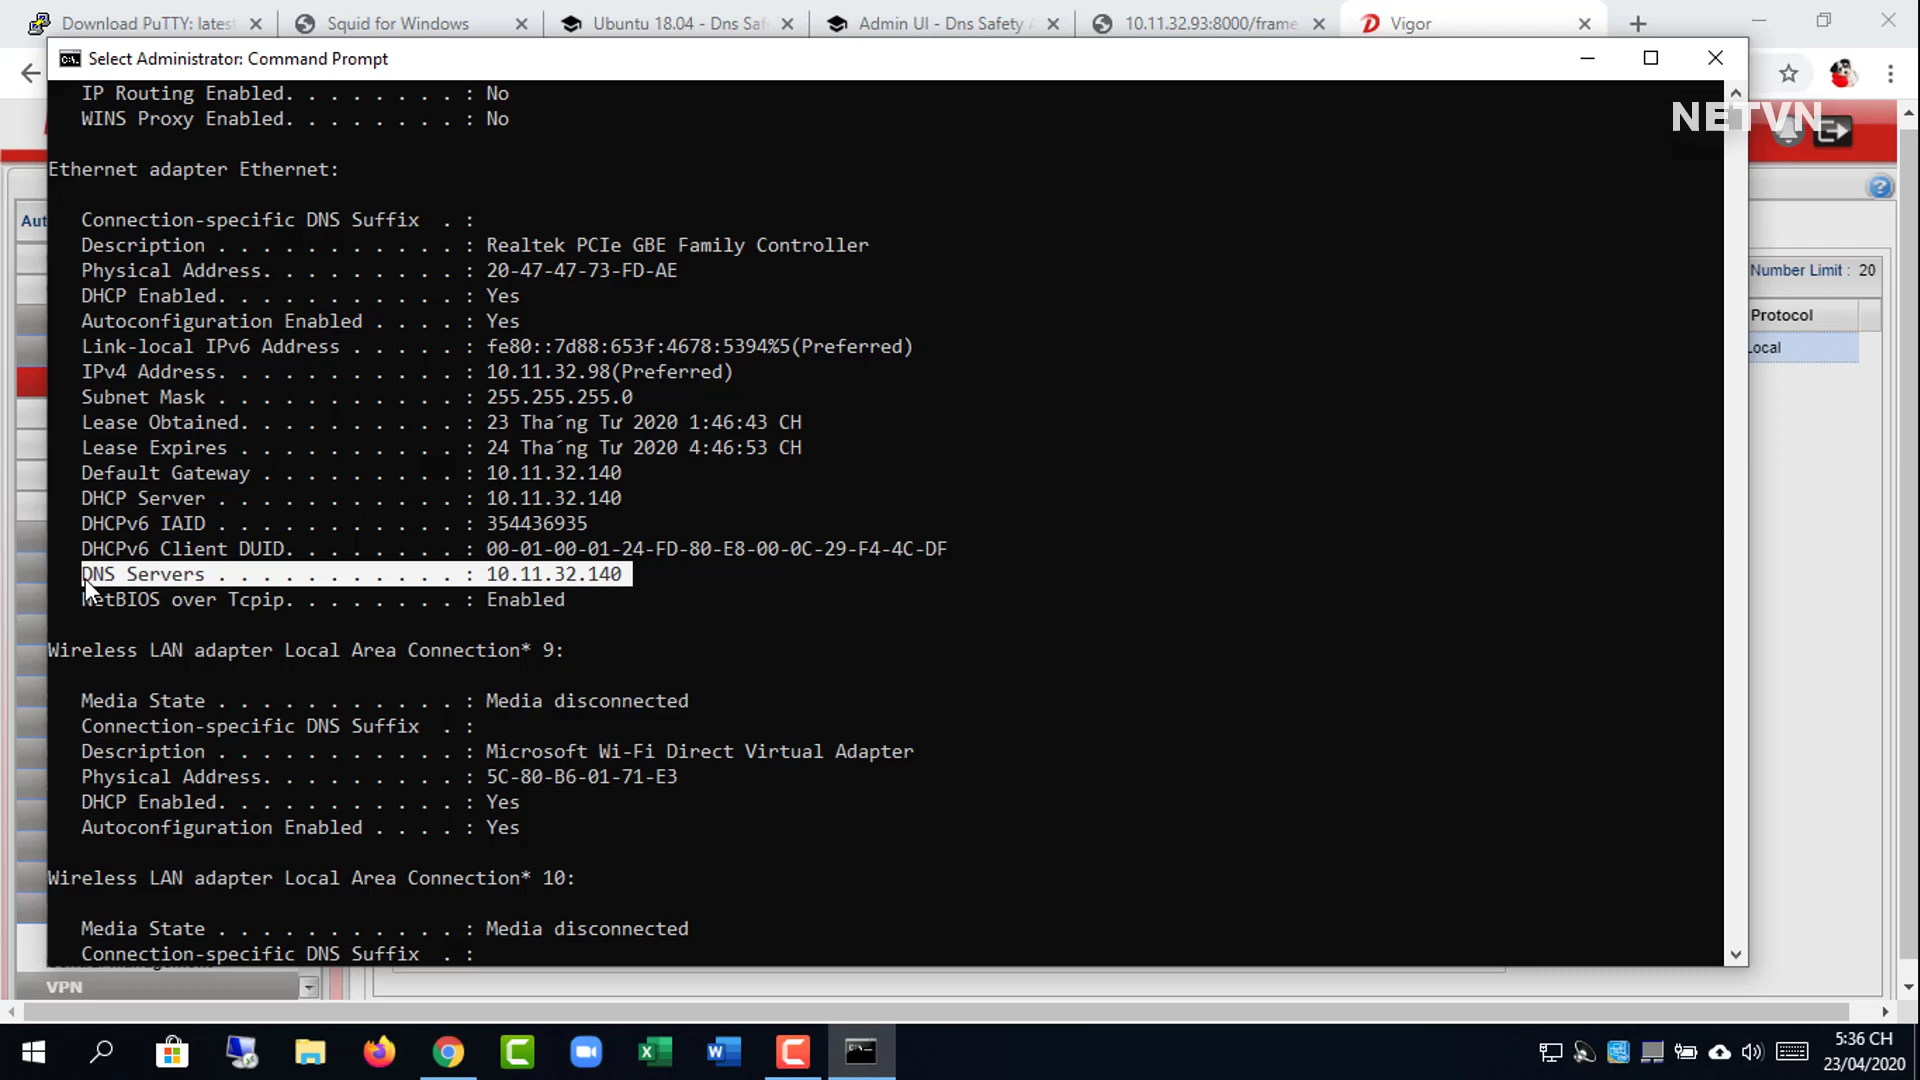 Download PuTTY: latest
Squid for Windows
Ubuntu 18.04 - Dns Saf
Admin UI - Dns Safety
10.11.32.93:8000/frame
Vigor
Select Administrator: Command Prompt
NETVN
IP Routing Enabled. . . . . . . . : No
WINS Proxy Enabled. . . . . . . . : No
Ethernet adapter Ethernet:
Connection-specific DNS Suffix . :
Description . . . . . . . . . . . : Realtek PCIe GBE Family Controller
Physical Address. . . . . . . . . : 20-47-47-73-FD-AE
DHCP Enabled. . . . . . . . . . . : Yes
Autoconfiguration Enabled . . . . : Yes
Link-local IPv6 Address . . . . . : fe80::7d88:653f:4678:5394%5(Preferred)
IPv4 Address. . . . . . . . . . . : 10.11.32.98(Preferred)
Subnet Mask . . . . . . . . . . . : 255.255.255.0
Lease Obtained. . . . . . . . . . : 23 Tha´ng Tư 2020 1:46:43 CH
Lease Expires . . . . . . . . . . : 24 Tha´ng Tư 2020 4:46:53 CH
Default Gateway . . . . . . . . . : 10.11.32.140
DHCP Server . . . . . . . . . . . : 10.11.32.140
DHCPv6 IAID . . . . . . . . . . . : 354436935
DHCPv6 Client DUID. . . . . . . . : 00-01-00-01-24-FD-80-E8-00-0C-29-F4-4C-DF
DNS Servers . . . . . . . . . . . : 10.11.32.140
NetBIOS over Tcpip. . . . . . . . : Enabled
Wireless LAN adapter Local Area Connection* 9:
Media State . . . . . . . . . . . : Media disconnected
Connection-specific DNS Suffix . :
Description . . . . . . . . . . . : Microsoft Wi-Fi Direct Virtual Adapter
Physical Address. . . . . . . . . : 5C-80-B6-01-71-E3
DHCP Enabled. . . . . . . . . . . : Yes
Autoconfiguration Enabled . . . . : Yes
Wireless LAN adapter Local Area Connection* 10:
Media State . . . . . . . . . . . : Media disconnected
Connection-specific DNS Suffix . :
Aut
Number Limit : 20
Protocol
Local
VPN
5:36 CH
23/04/2020